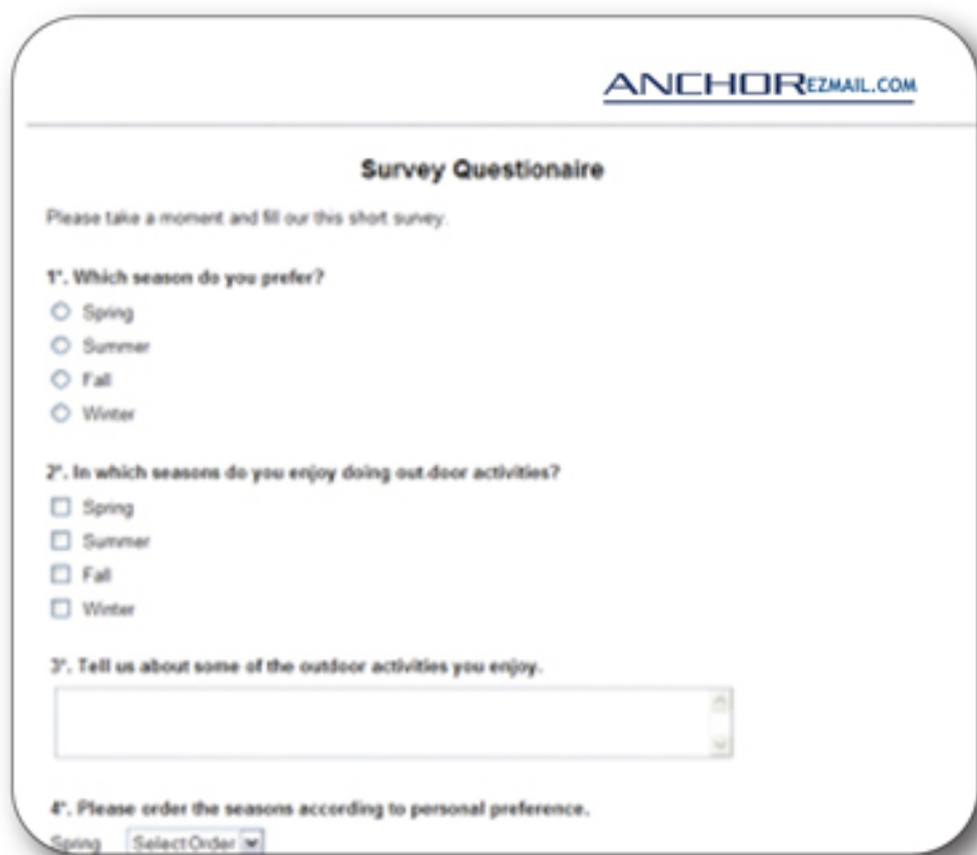 ANCHOREZMAIL.COM
Survey Questionaire
Please take a moment and fill our this short survey.
1*. Which season do you prefer?
Spring
Summer
Fall
Winter
2*. In which seasons do you enjoy doing out door activities?
Spring
Summer
Fall
Winter
3*. Tell us about some of the outdoor activities you enjoy.
4*. Please order the seasons according to personal preference.
Spring Select Order